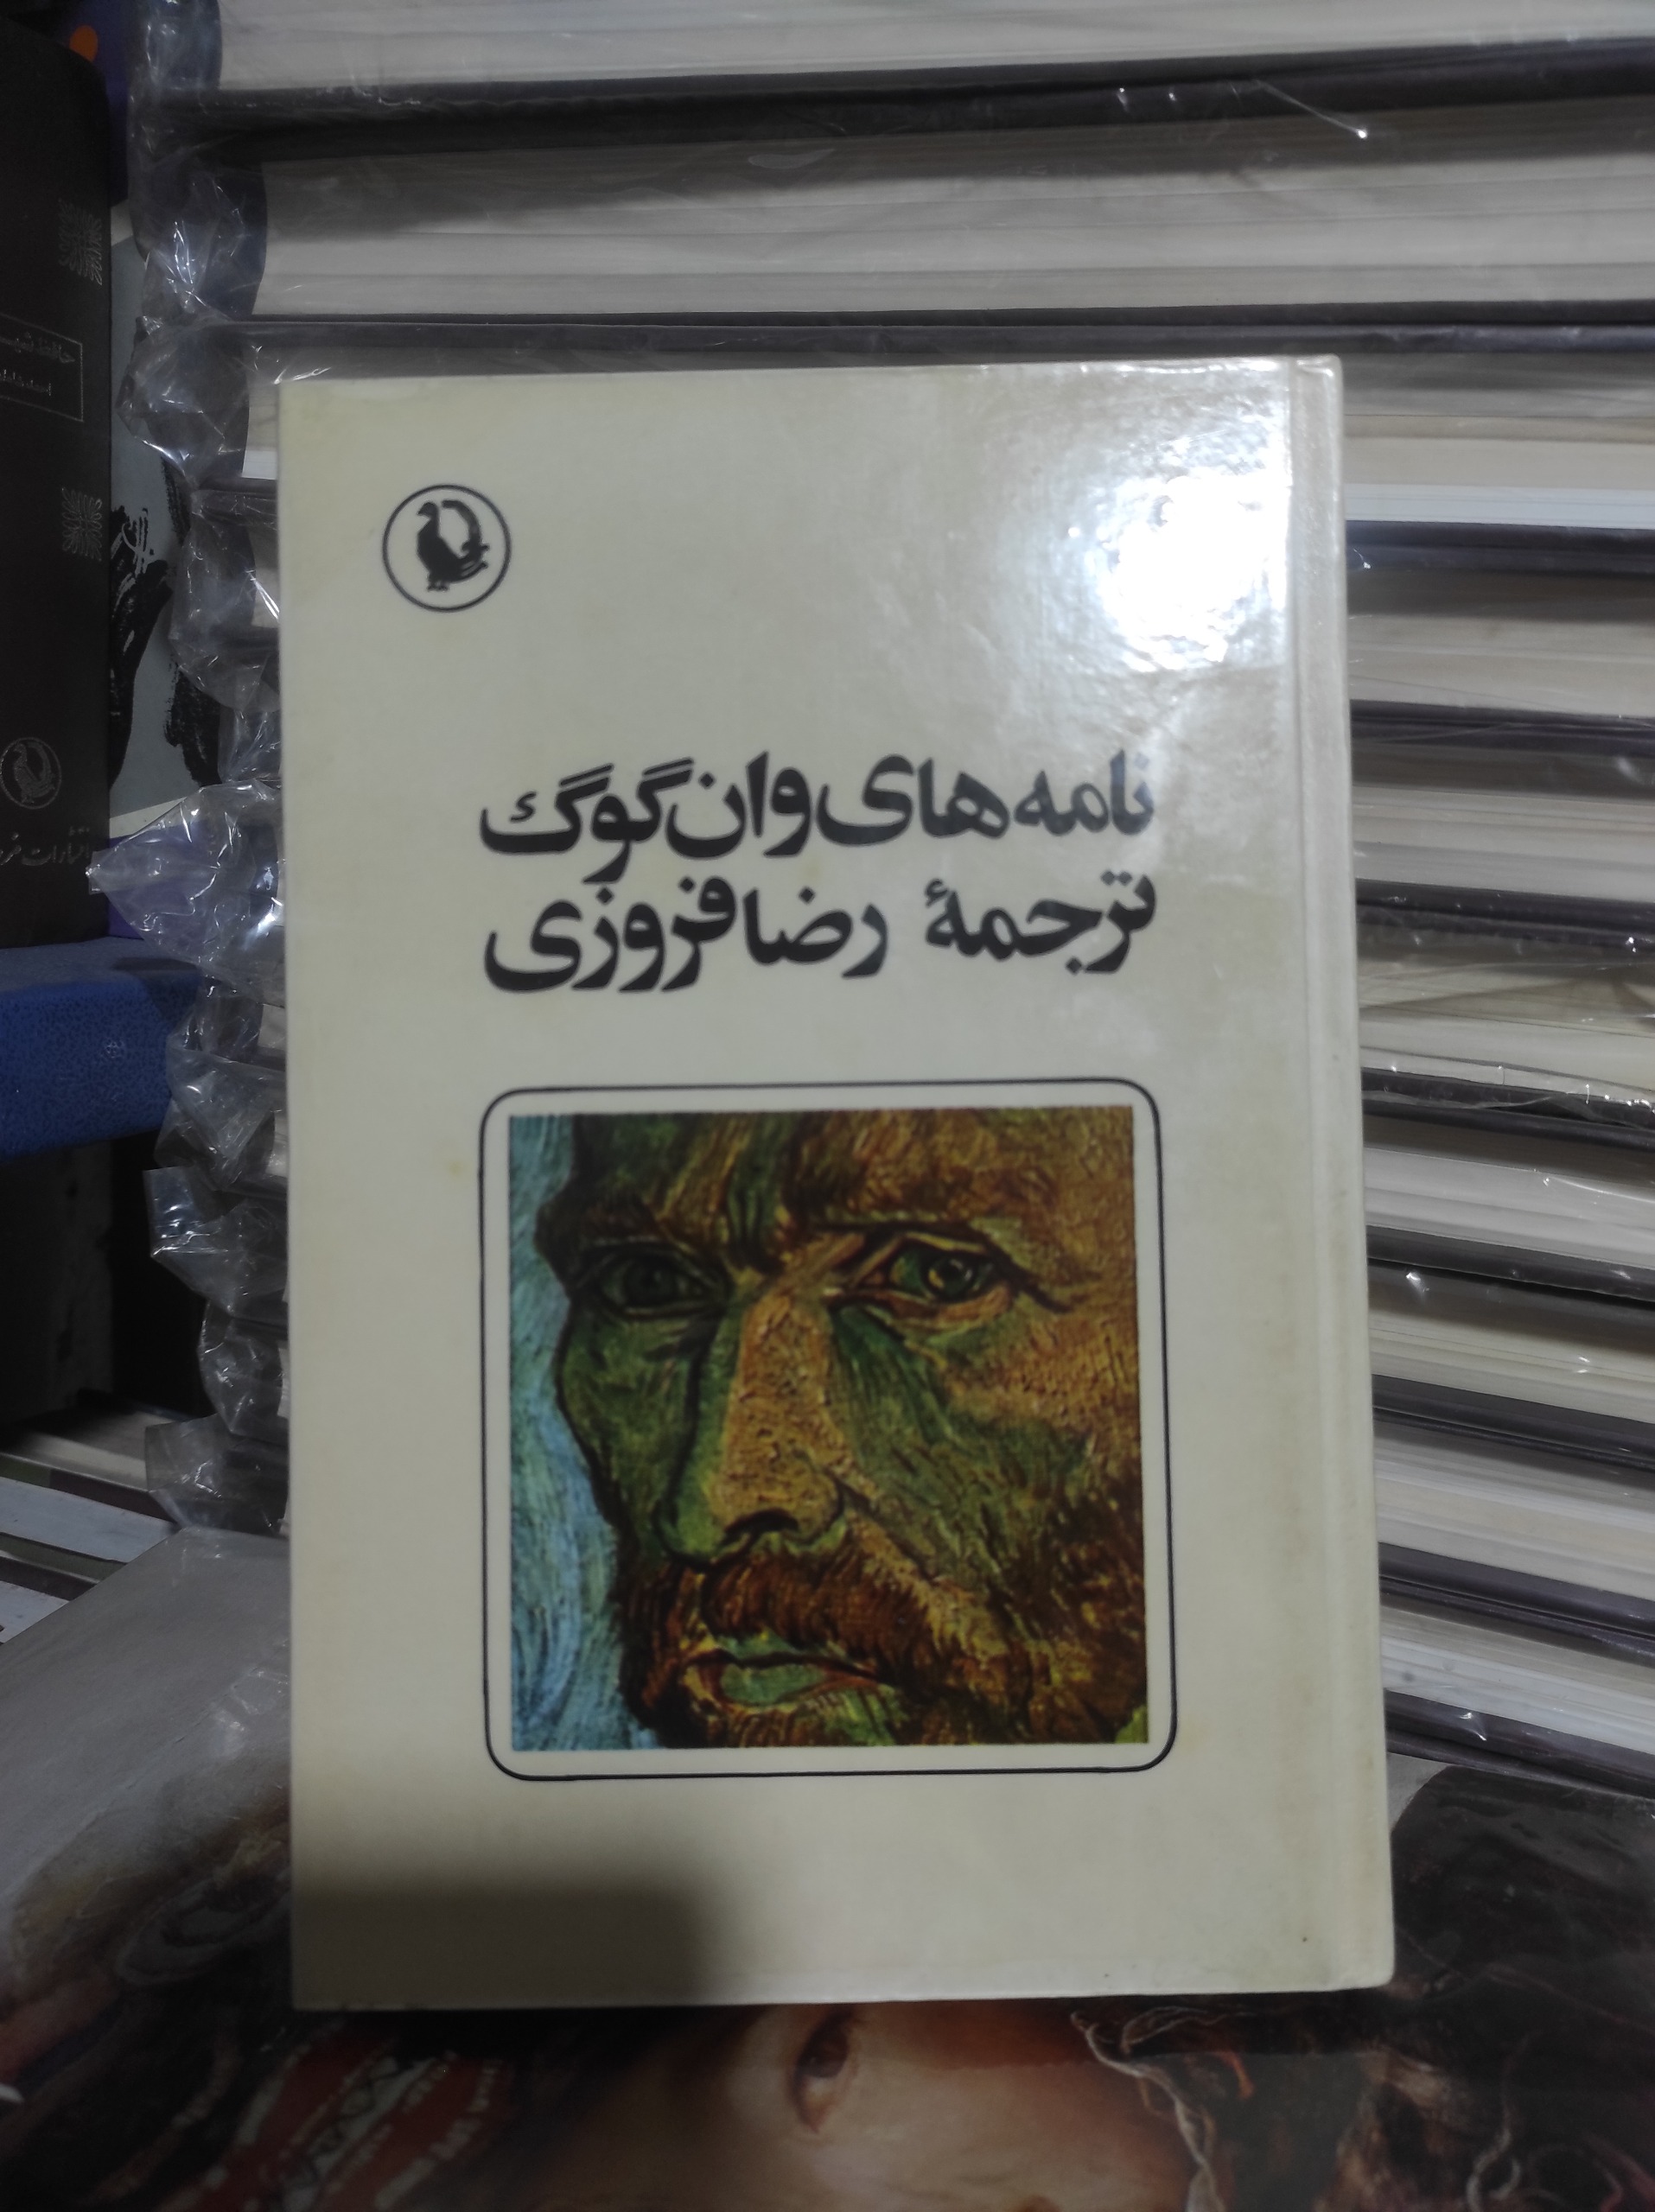 نامه‌های وان‌گوگ
ترجمهٔ رضا فروزی